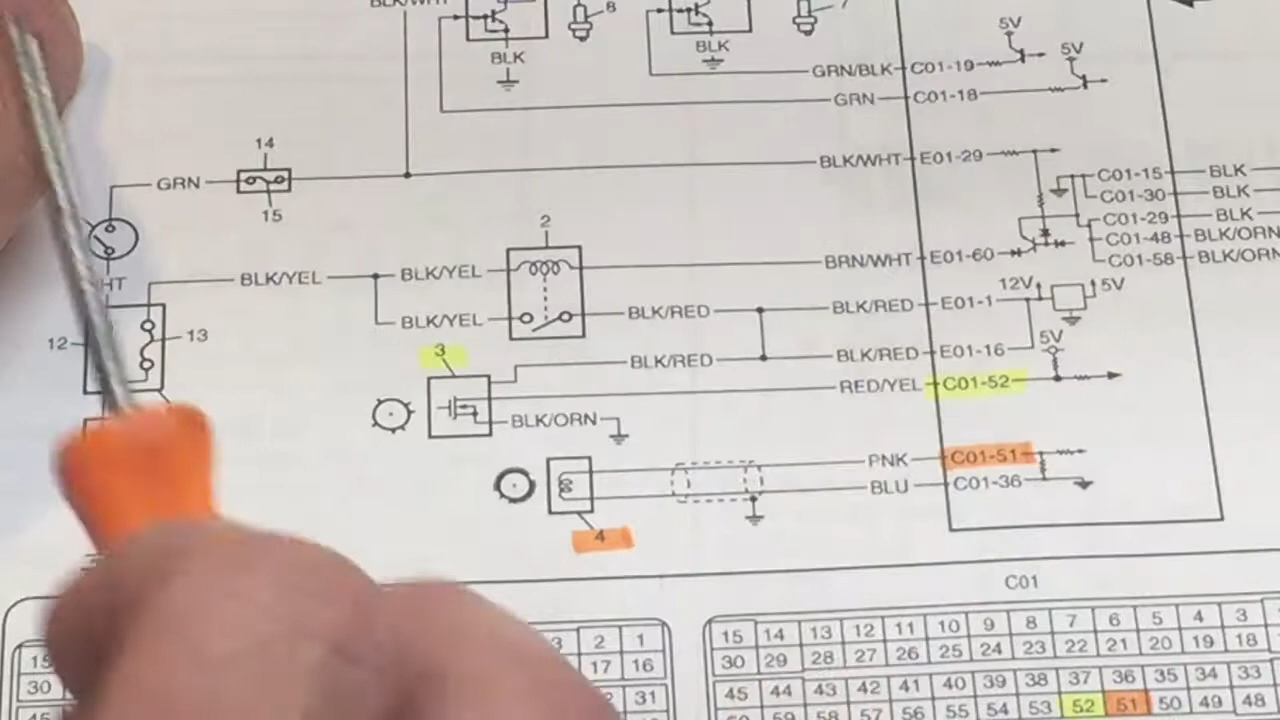 BLK/WHT
8
7
5V
BLK
BLK
GRN/BLK C01-19
5V
GRN C01-18
14
BLK/WHT E01-29
GRN
C01-15 BLK
15
C01-30 BLK
2
C01-29 BLK
C01-48 BLK/ORN
BRN/WHT E01-60
C01-58 BLK/ORN
BLK/YEL BLK/YEL
HT
12V 5V
BLK/YEL BLK/RED BLK/RED E01-1
12 13
3 BLK/RED BLK/RED E01-16 5V
RED/YEL C01-52
BLK/ORN
PNK C01-51
BLU C01-36
4
C01
3 2 1 15 14 13 12 11 10 9 8 7 6 5 4 3
15 17 16 30 29 28 27 26 25 24 23 22 21 20 19 18
30 31 45 44 43 42 41 40 39 38 37 36 35 34 33
45 60 59 58 57 56 55 54 53 52 51 50 49 48